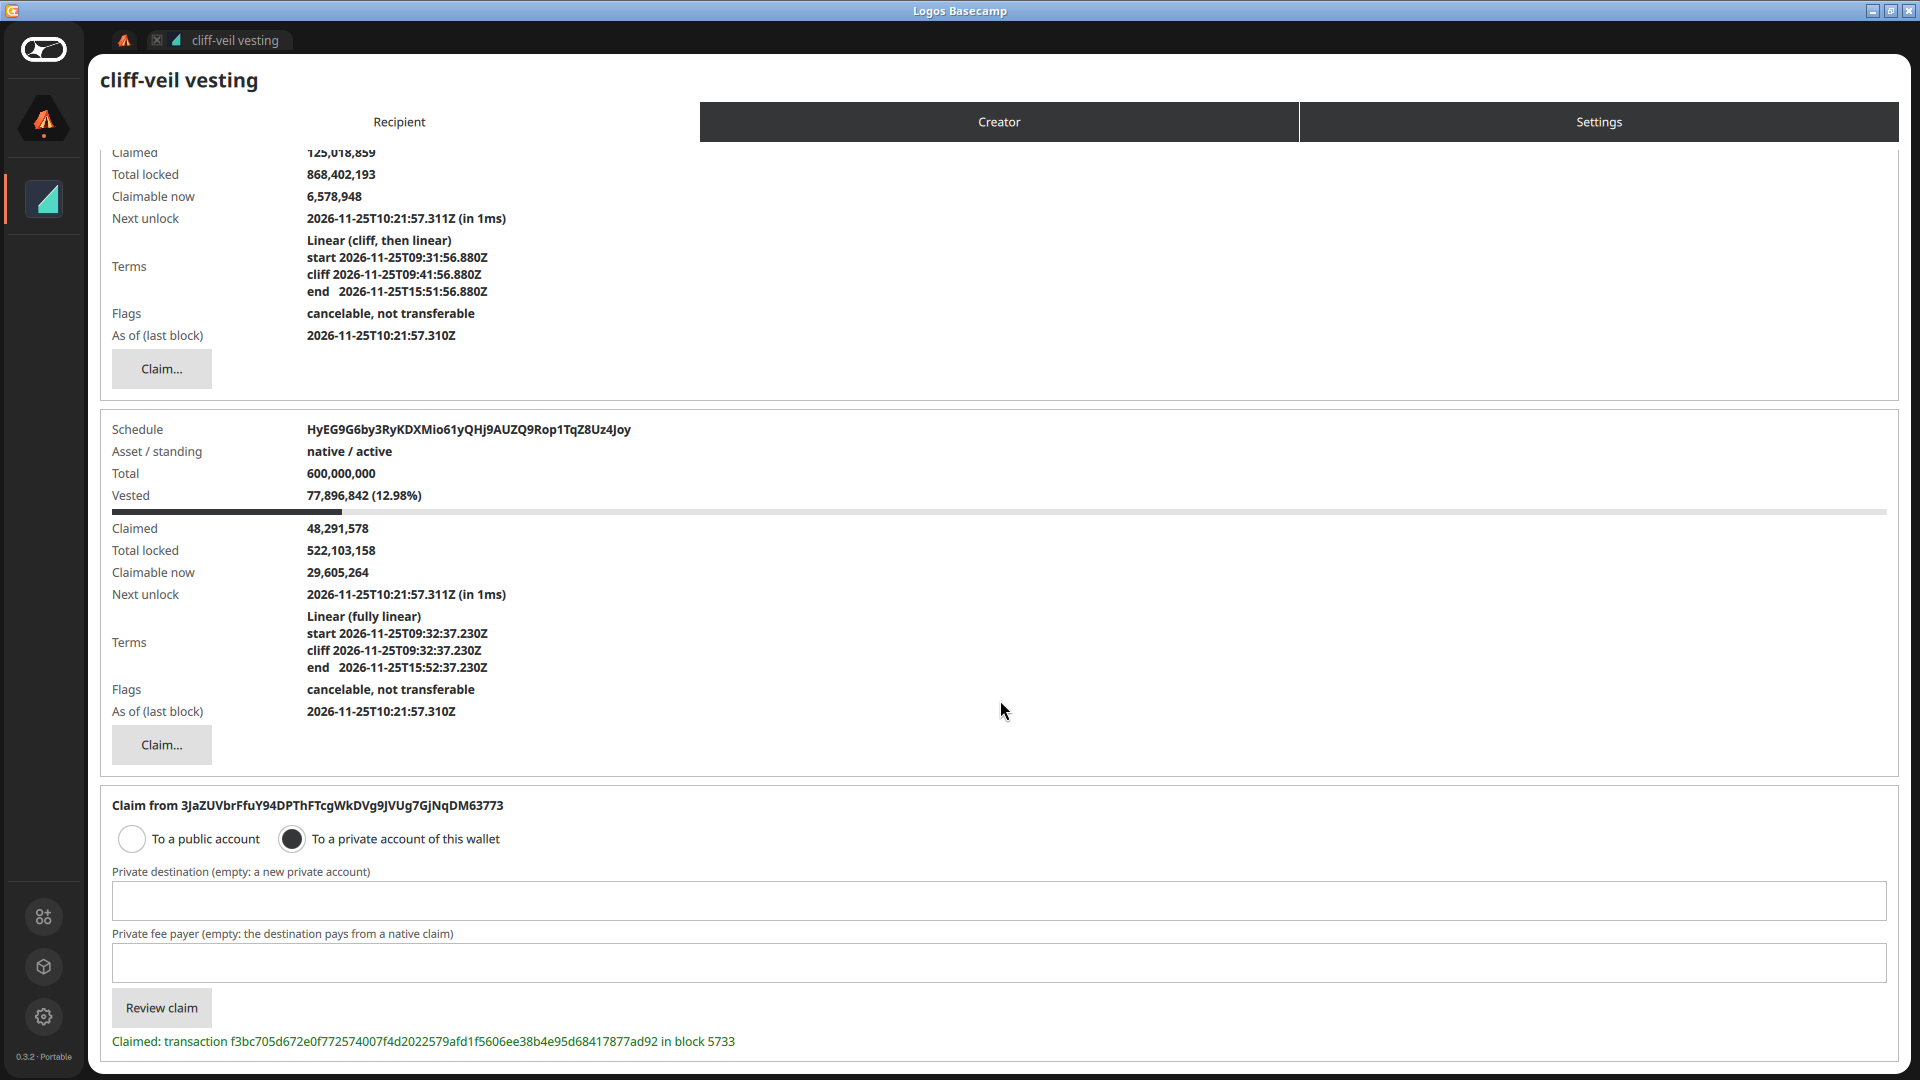 Logos Basecamp
cliff-veil vesting
cliff-veil vesting
Recipient
Creator
Settings
Claimed 125,018,859
Total locked 868,402,193
Claimable now 6,578,948
Next unlock 2026-11-25T10:21:57.311Z (in 1ms)
Terms Linear (cliff, then linear)
start 2026-11-25T09:31:56.880Z
cliff 2026-11-25T09:41:56.880Z
end 2026-11-25T15:51:56.880Z
Flags cancelable, not transferable
As of (last block) 2026-11-25T10:21:57.310Z
Claim...
Schedule HyEG9G6by3RyKDXMio61yQHj9AUZQ9Rop1TqZ8Uz4Joy
Asset / standing native / active
Total 600,000,000
Vested 77,896,842 (12.98%)
Claimed 48,291,578
Total locked 522,103,158
Claimable now 29,605,264
Next unlock 2026-11-25T10:21:57.311Z (in 1ms)
Terms Linear (fully linear)
start 2026-11-25T09:32:37.230Z
cliff 2026-11-25T09:32:37.230Z
end 2026-11-25T15:52:37.230Z
Flags cancelable, not transferable
As of (last block) 2026-11-25T10:21:57.310Z
Claim...
Claim from 3JaZUVbrFfuY94DPThFTcgWkDVg9JVUg7GjNqDM63773
To a public account
To a private account of this wallet
Private destination (empty: a new private account)
Private fee payer (empty: the destination pays from a native claim)
Review claim
Claimed: transaction f3bc705d672e0f772574007f4d2022579afd1f5606ee38b4e95d68417877ad92 in block 5733
0.3.2 · Portable